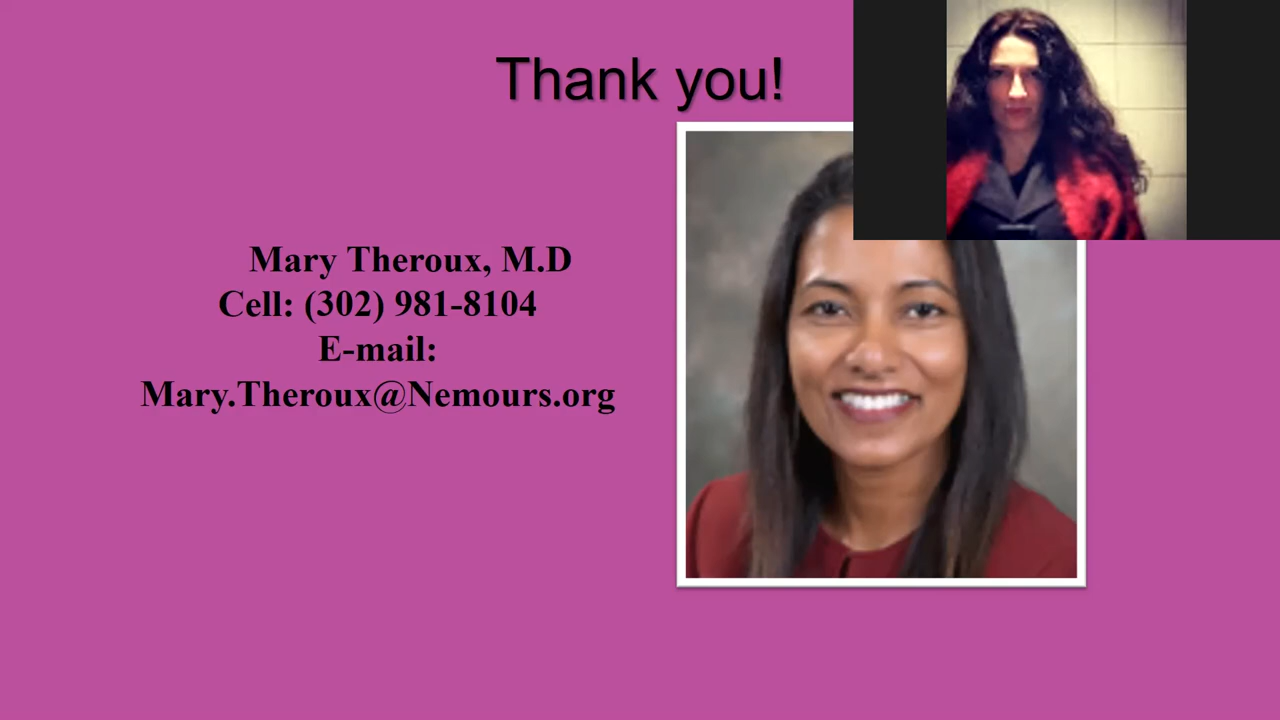 Thank you!
Mary Theroux, M.D
Cell: (302) 981-8104
E-mail:
Mary.Theroux@Nemours.org